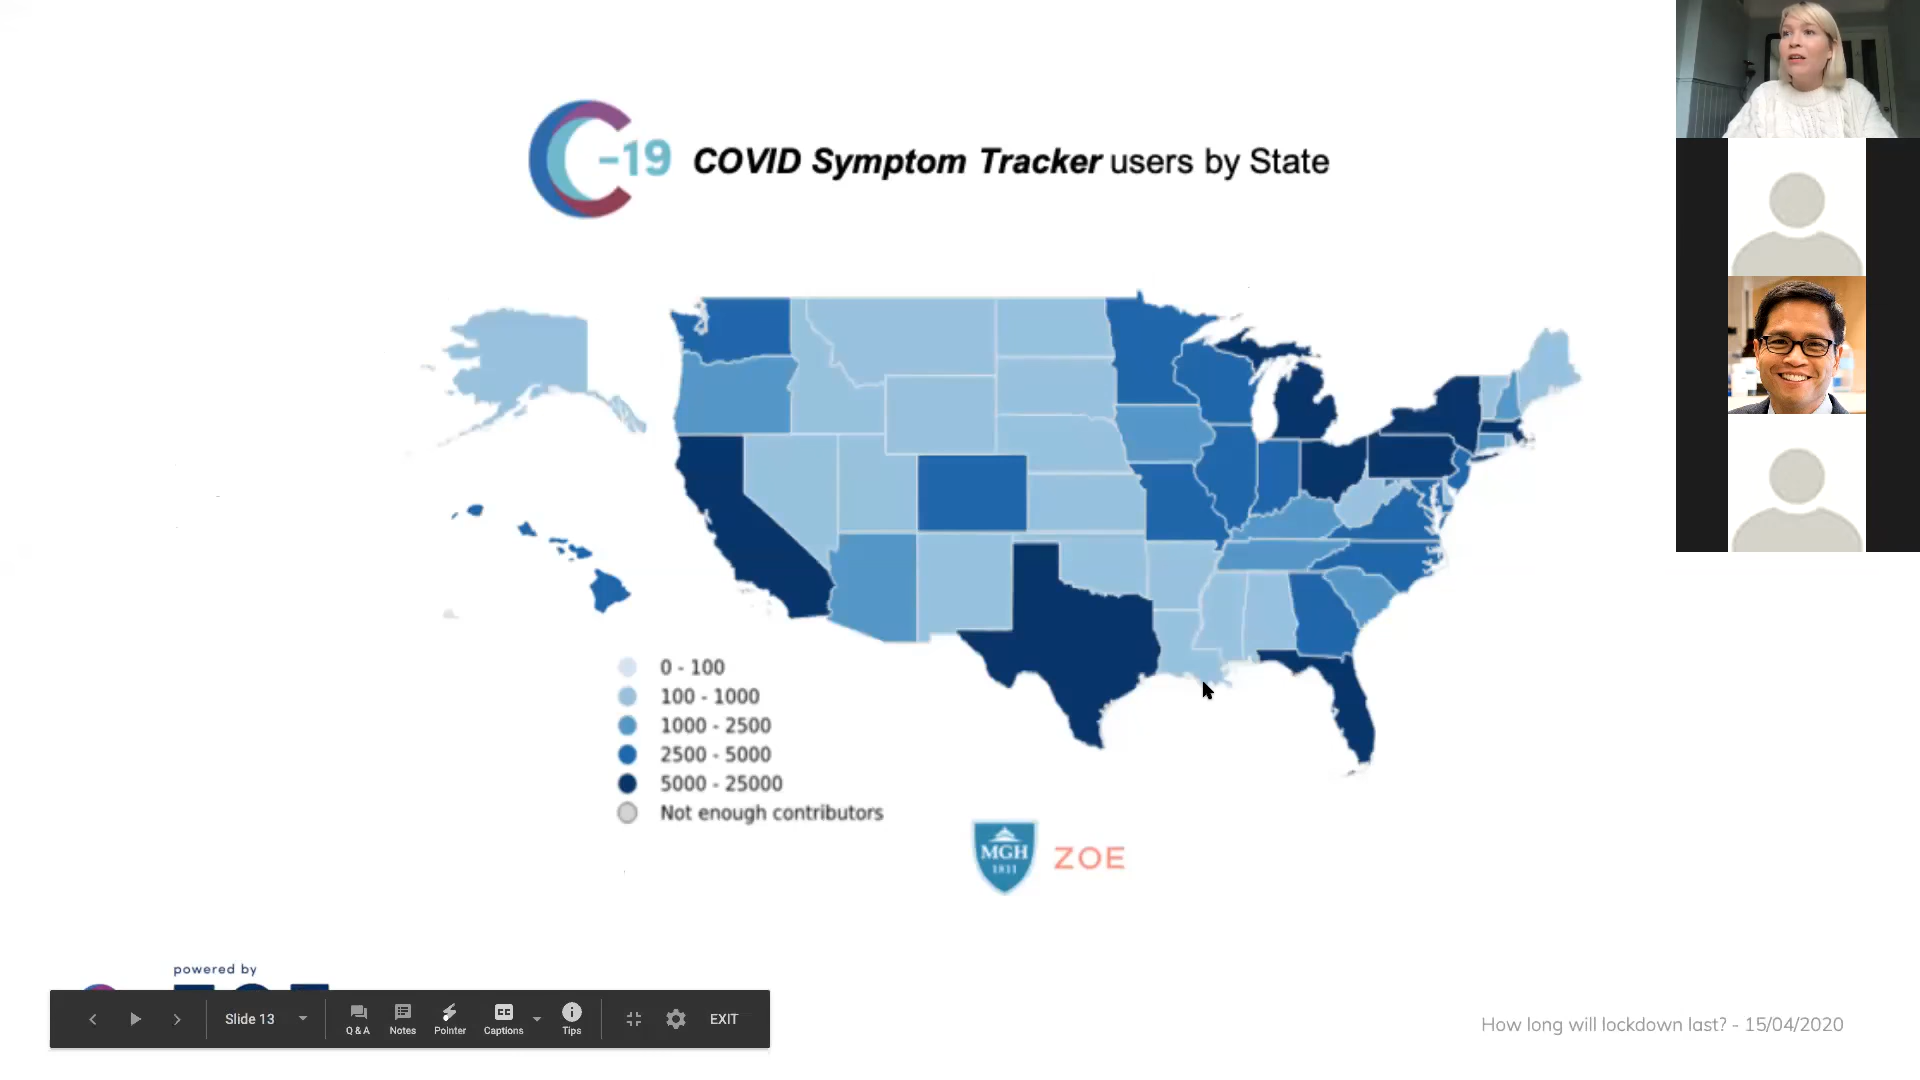 C-19 COVID Symptom Tracker users by State
0 - 100
100 - 1000
1000 - 2500
2500 - 5000
5000 - 25000
Not enough contributors
MGH
1811
ZOE
powered by
Slide 13
Q & A
Notes
Pointer
CC
Captions
Tips
EXIT
How long will lockdown last? - 15/04/2020